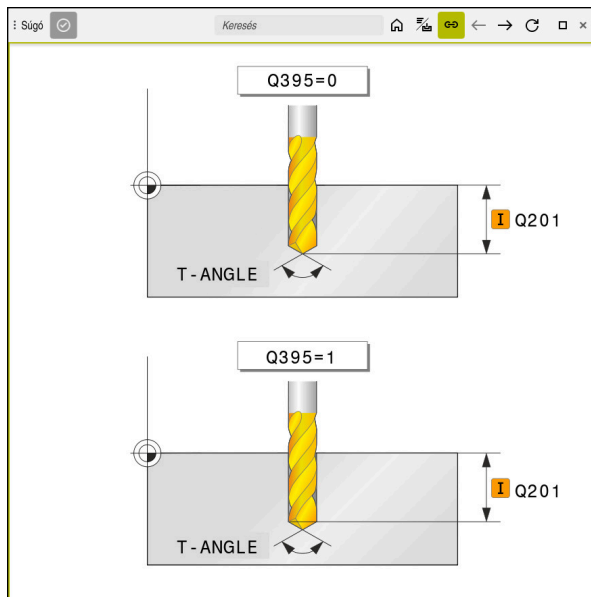 Súgó
Keresés
Q395=0
I Q201
T-ANGLE
Q395=1
I Q201
T-ANGLE